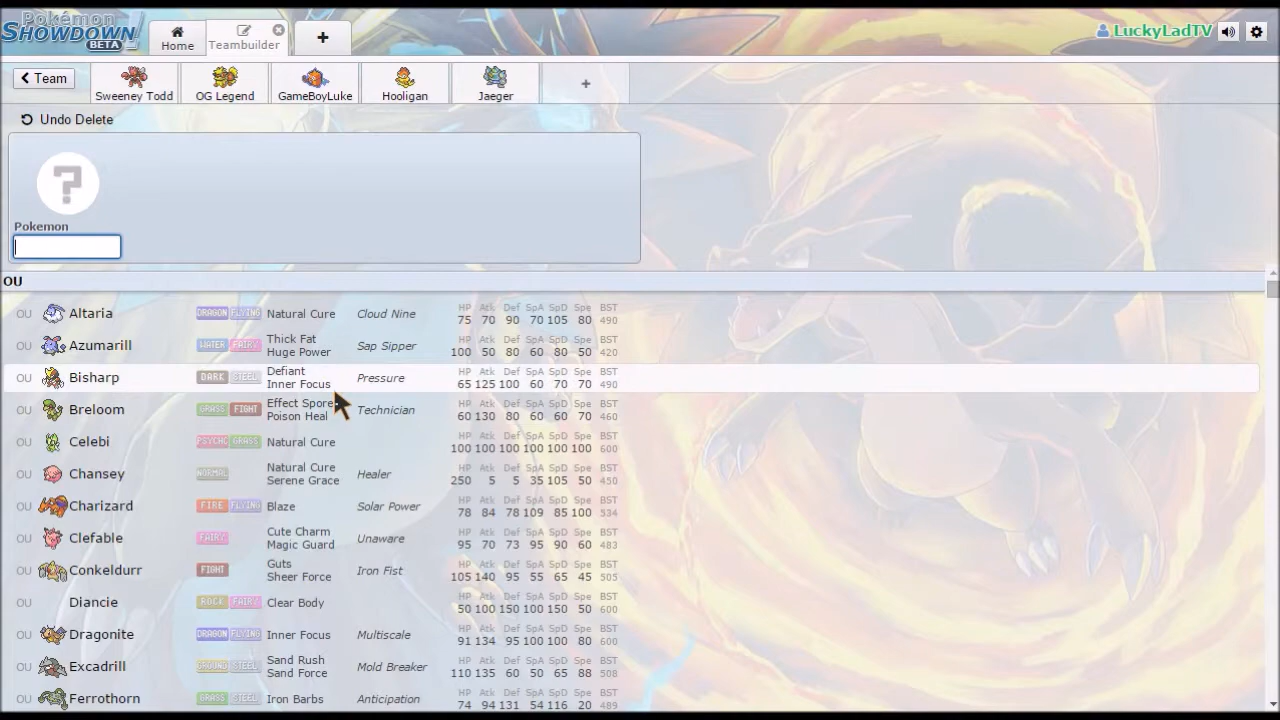 Pokémon
SHOWDOWN!
BETA
Home
Teambuilder
+
LuckyLadTV
Team
Sweeney Todd
OG Legend
GameBoyLuke
Hooligan
Jaeger
+
Undo Delete
?
Pokemon
OU
OU Altaria DRAGON FLYING Natural Cure Cloud Nine HP 75 Atk 70 Def 90 SpA 70 SpD 105 Spe 80 BST 490
OU Azumarill WATER FAIRY Thick Fat Huge Power Sap Sipper HP 100 Atk 50 Def 80 SpA 60 SpD 80 Spe 50 BST 420
OU Bisharp DARK STEEL Defiant Inner Focus Pressure HP 65 Atk 125 Def 100 SpA 60 SpD 70 Spe 70 BST 490
OU Breloom GRASS FIGHT Effect Spore Poison Heal Technician HP 60 Atk 130 Def 80 SpA 60 SpD 60 Spe 70 BST 460
OU Celebi PSYCHC GRASS Natural Cure HP 100 Atk 100 Def 100 SpA 100 SpD 100 Spe 100 BST 600
OU Chansey NORMAL Natural Cure Serene Grace Healer HP 250 Atk 5 Def 5 SpA 35 SpD 105 Spe 50 BST 450
OU Charizard FIRE FLYING Blaze Solar Power HP 78 Atk 84 Def 78 SpA 109 SpD 85 Spe 100 BST 534
OU Clefable FAIRY Cute Charm Magic Guard Unaware HP 95 Atk 70 Def 73 SpA 95 SpD 90 Spe 60 BST 483
OU Conkeldurr FIGHT Guts Sheer Force Iron Fist HP 105 Atk 140 Def 95 SpA 55 SpD 65 Spe 45 BST 505
OU Diancie ROCK FAIRY Clear Body HP 50 Atk 100 Def 150 SpA 100 SpD 150 Spe 50 BST 600
OU Dragonite DRAGON FLYING Inner Focus Multiscale HP 91 Atk 134 Def 95 SpA 100 SpD 100 Spe 80 BST 600
OU Excadrill GROUND STEEL Sand Rush Sand Force Mold Breaker HP 110 Atk 135 Def 60 SpA 50 SpD 65 Spe 88 BST 508
OU Ferrothorn GRASS STEEL Iron Barbs Anticipation HP 74 Atk 94 Def 131 SpA 54 SpD 116 Spe 20 BST 489